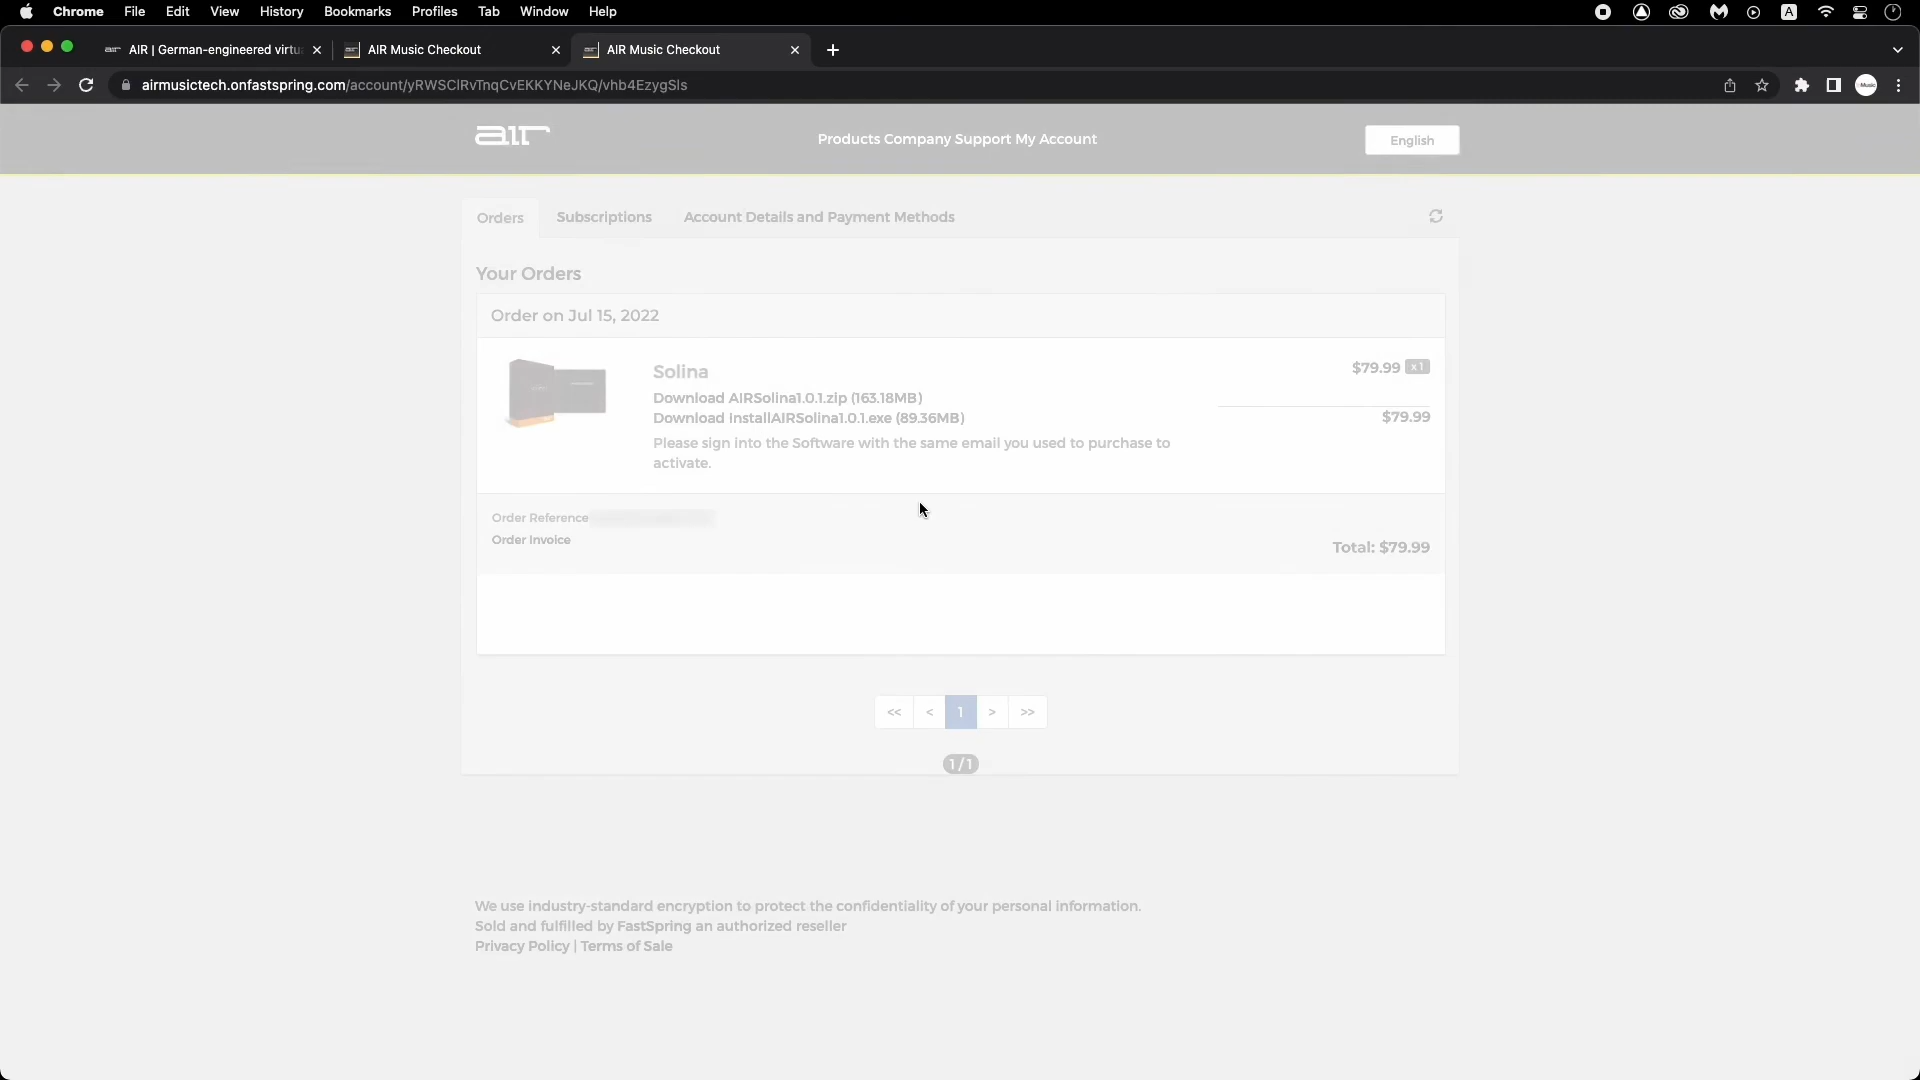 Chrome File Edit View History Bookmarks Profiles Tab Window Help
A
AIR | German-engineered virtu
AIR Music Checkout
AIR Music Checkout
airmusictech.onfastspring.com/account/yRWSClRvTnqCvEKKYNeJKQ/vhb4EzygSls
air
Products Company Support My Account
English
Orders
Subscriptions
Account Details and Payment Methods
Your Orders
Order on Jul 15, 2022
Solina
$79.99 x 1
Download AIRSolina1.0.1.zip (163.18MB)
Download InstallAIRSolina1.0.1.exe (89.36MB)
$79.99
Please sign into the Software with the same email you used to purchase to
activate.
Order Reference
Order Invoice
Total: $79.99
<< < 1 > >>
1 / 1
We use industry-standard encryption to protect the confidentiality of your personal information.
Sold and fulfilled by FastSpring an authorized reseller
Privacy Policy | Terms of Sale